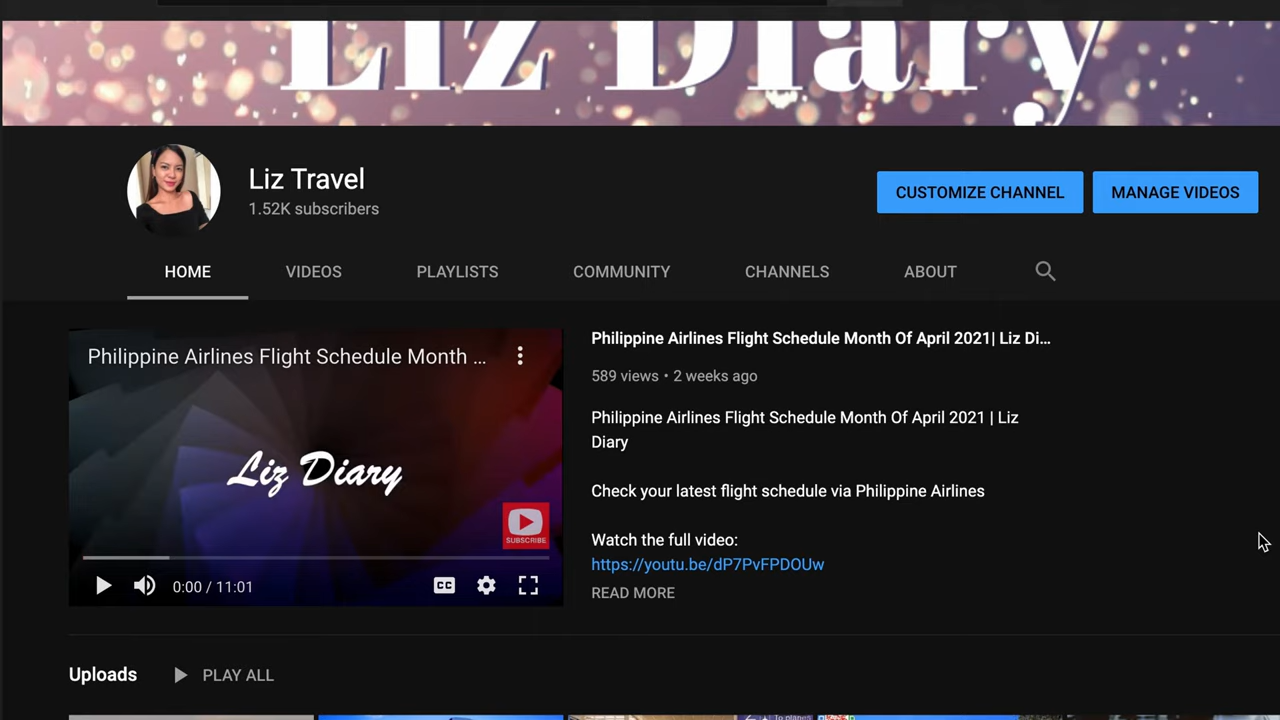 Liz Diary
Liz Travel
1.52K subscribers
CUSTOMIZE CHANNEL
MANAGE VIDEOS
HOME
VIDEOS
PLAYLISTS
COMMUNITY
CHANNELS
ABOUT
Philippine Airlines Flight Schedule Month ...
Liz Diary
SUBSCRIBE
0:00 / 11:01
CC
Philippine Airlines Flight Schedule Month Of April 2021| Liz Di...
589 views • 2 weeks ago
Philippine Airlines Flight Schedule Month Of April 2021 | Liz
Diary
Check your latest flight schedule via Philippine Airlines
Watch the full video:
https://youtu.be/dP7PvFPDOUw
READ MORE
Uploads
PLAY ALL
To planes